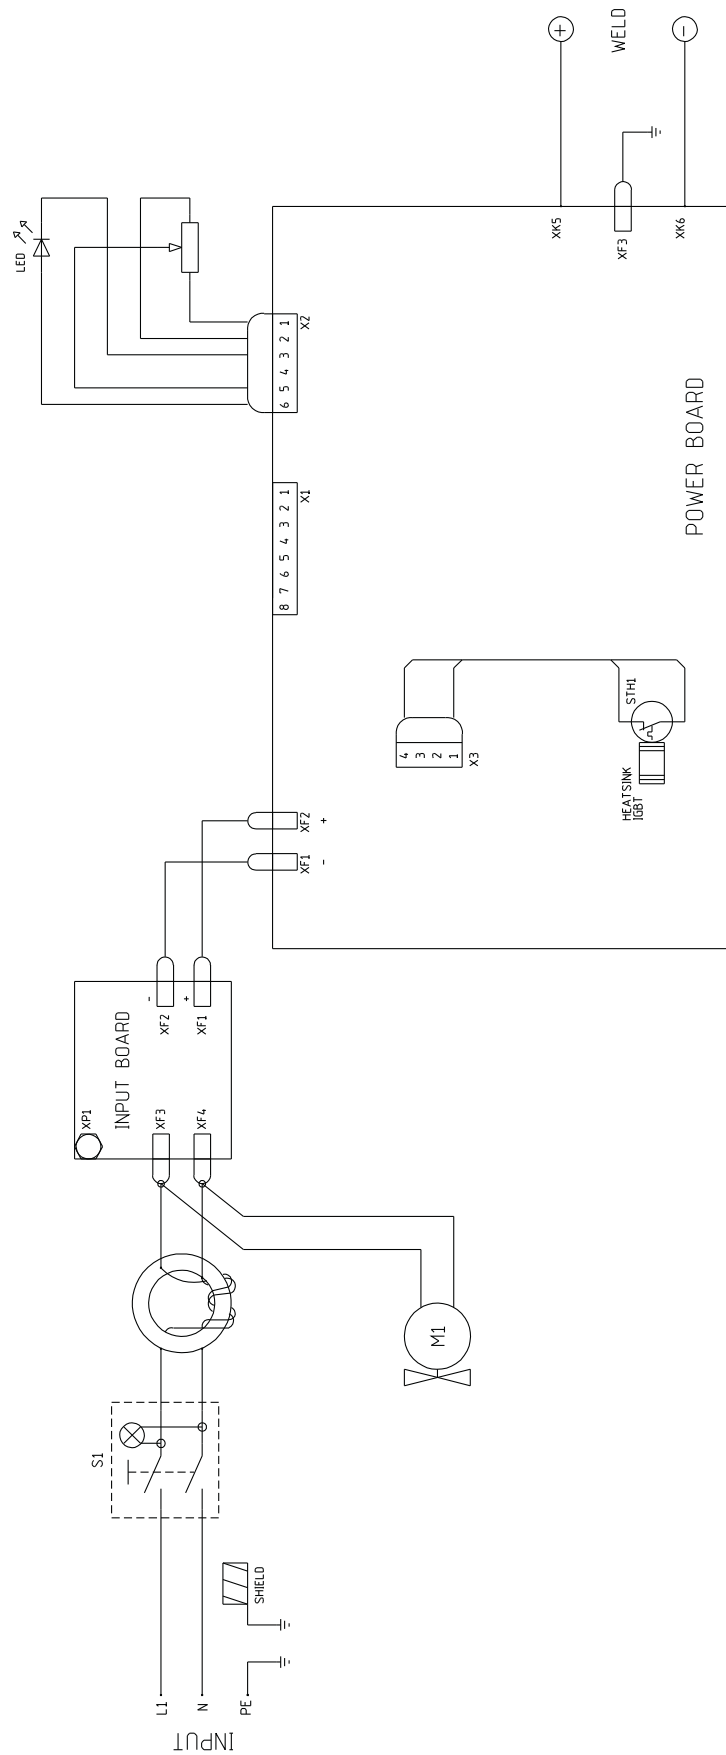 INPUT
L1
N
PE
SHIELD
S1
M1
XP1
INPUT BOARD
XF3
XF4
XF2
-
XF1
+
XF1
-
XF2
+
X3
4
3
2
1
HEATSINK
IGBT
STH1
POWER BOARD
8 7 6 5 4 3 2 1
X1
6 5 4 3 2 1
X2
LED
XK5
XF3
XK6
+
WELD
-